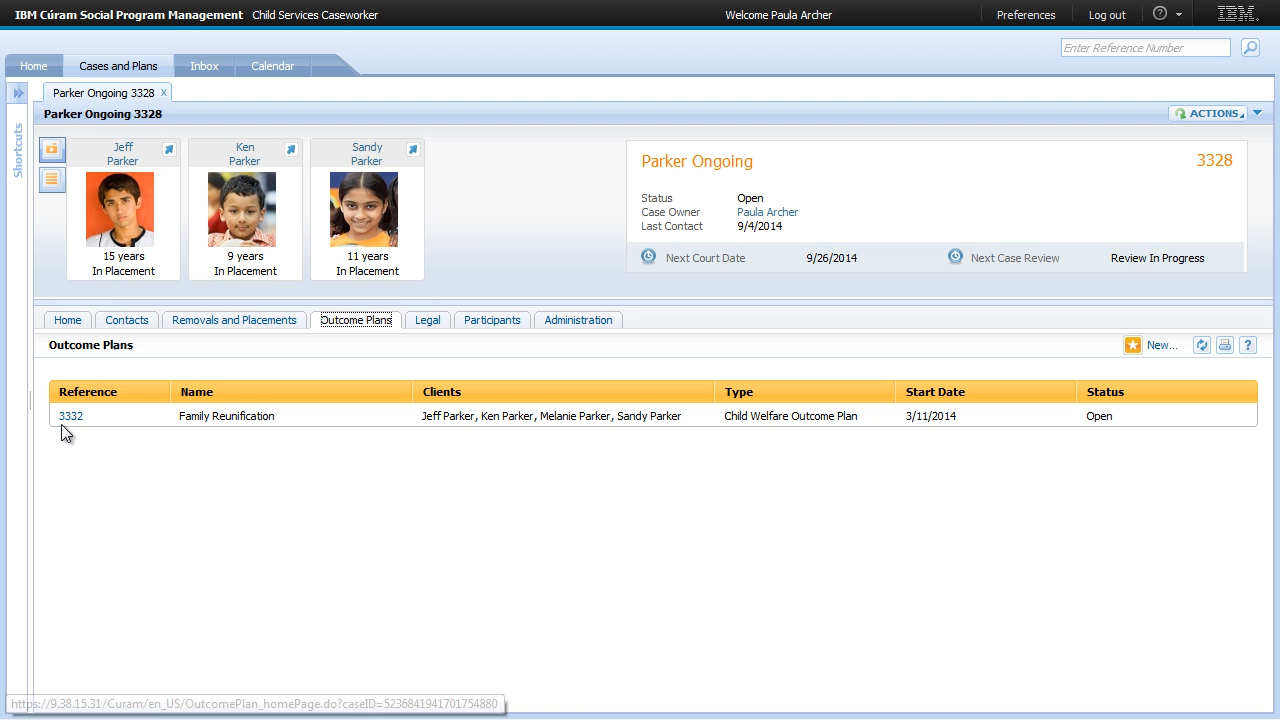 IBM Cúram Social Program Management Child Services Caseworker Welcome Paula Archer Preferences Log out ? IBM.
Enter Reference Number
Home Cases and Plans Inbox Calendar
Parker Ongoing 3328 x
Parker Ongoing 3328 ACTIONS
Shortcuts
Jeff
Parker
15 years
In Placement
Ken
Parker
9 years
In Placement
Sandy
Parker
11 years
In Placement
Parker Ongoing 3328
Status Open
Case Owner Paula Archer
Last Contact 9/4/2014
Next Court Date 9/26/2014 Next Case Review Review In Progress
Home Contacts Removals and Placements Outcome Plans Legal Participants Administration
Outcome Plans New... ?
Reference Name Clients Type Start Date Status
3332 Family Reunification Jeff Parker, Ken Parker, Melanie Parker, Sandy Parker Child Welfare Outcome Plan 3/11/2014 Open
https://9.38.15.31/Curam/en_US/OutcomePlan_homePage.do?caseID=5236841941701754880